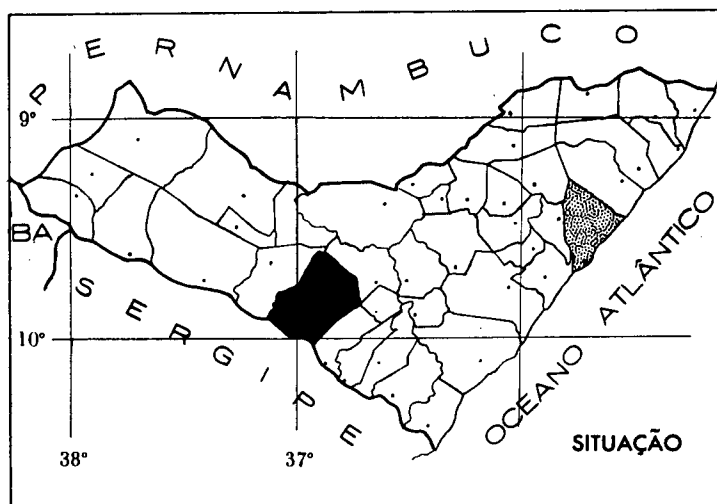 PERNAMBUCO
9°
BA
SERGIPE
OCEANO ATLÂNTICO
10°
SITUAÇÃO
38° 37°